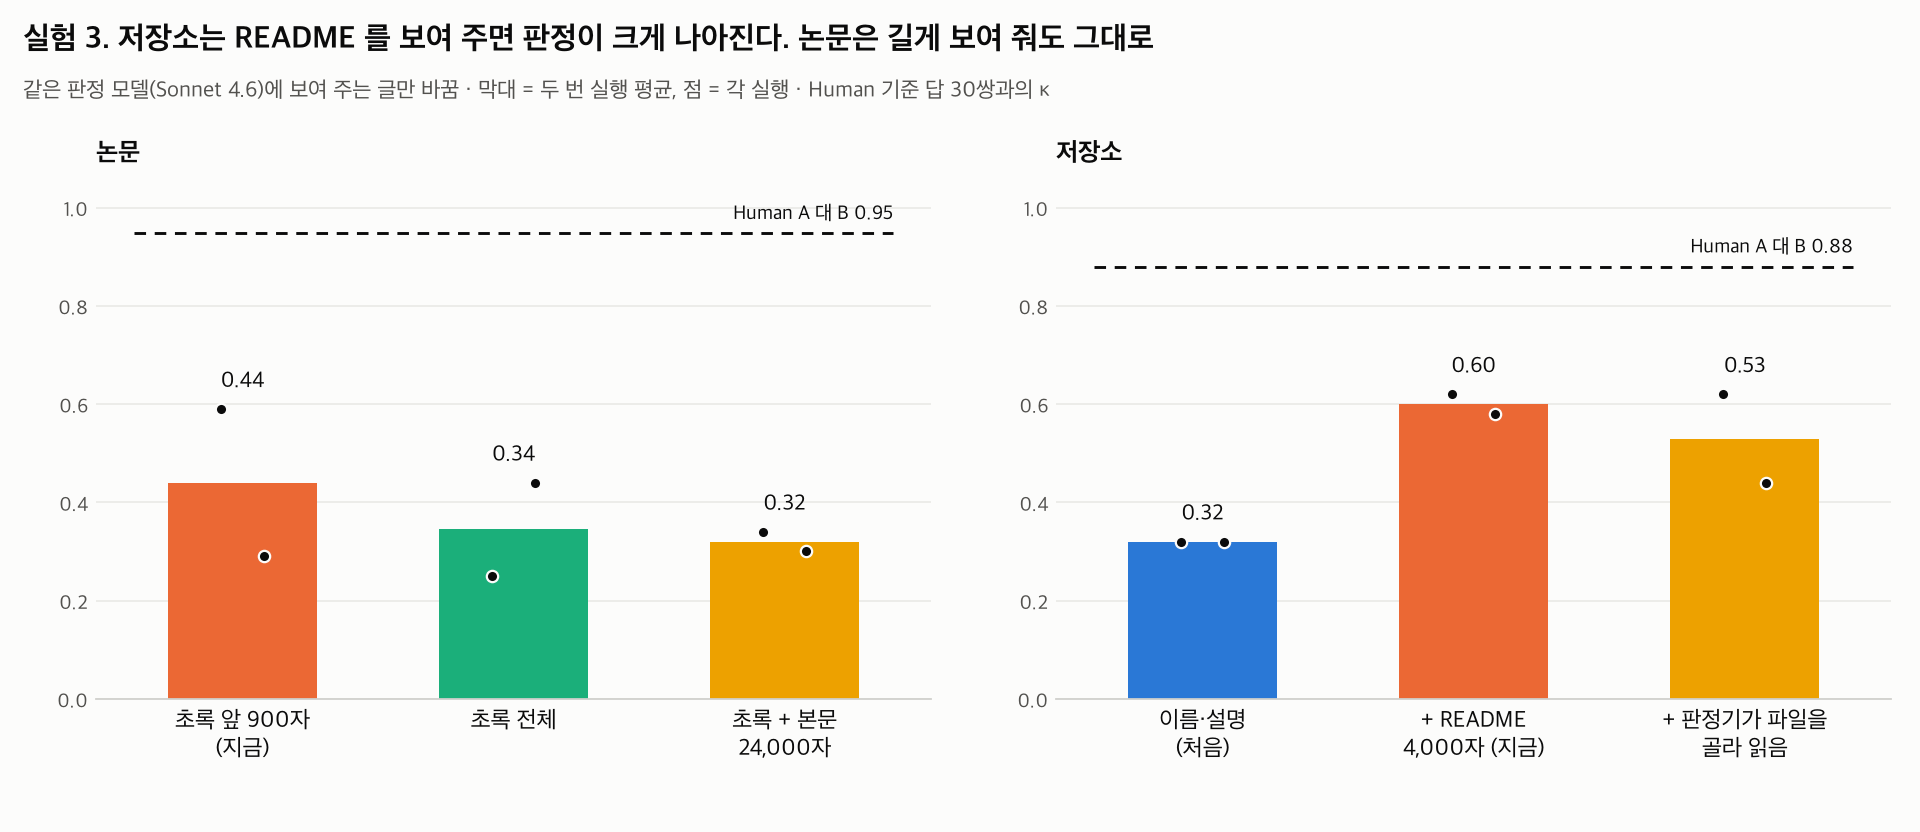 실험 3. 저장소는 README 를 보여 주면 판정이 크게 나아진다. 논문은 길게 보여 줘도 그대로
같은 판정 모델(Sonnet 4.6)에 보여 주는 글만 바꿈 · 막대 = 두 번 실행 평균, 점 = 각 실행 · Human 기준 답 30쌍과의 κ
논문
1.0
0.8
0.6
0.4
0.2
0.0
Human A 대 B 0.95
0.44
0.34
0.32
초록 앞 900자
(지금)
초록 전체
초록 + 본문
24,000자
저장소
1.0
0.8
0.6
0.4
0.2
0.0
Human A 대 B 0.88
0.32
0.60
0.53
이름·설명
(처음)
+ README
4,000자 (지금)
+ 판정기가 파일을
골라 읽음